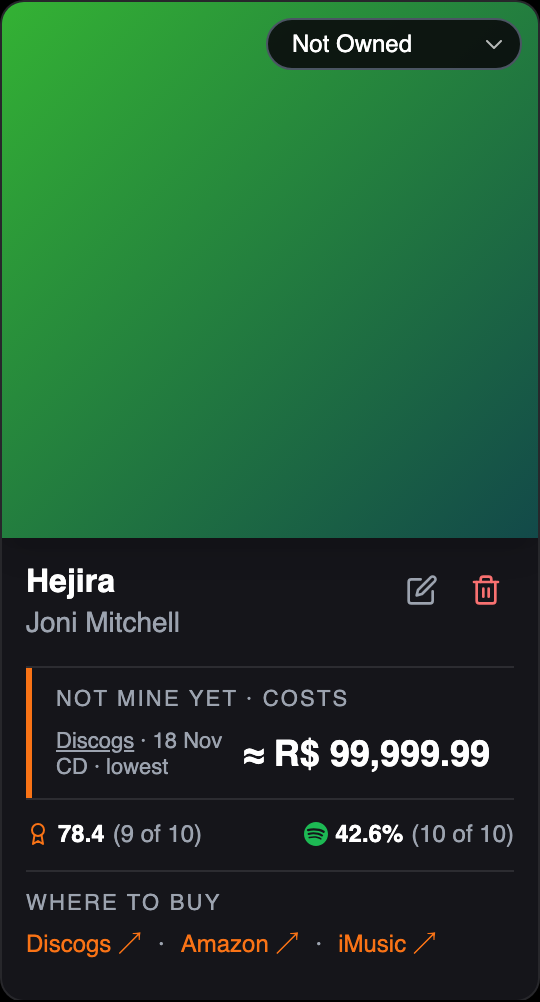 Not Owned
Hejira
Joni Mitchell
NOT MINE YET · COSTS
Discogs · 18 Nov
CD · lowest
≈ R$ 99,999.99
78.4 (9 of 10)
42.6% (10 of 10)
WHERE TO BUY
Discogs ↗ · Amazon ↗ · iMusic ↗